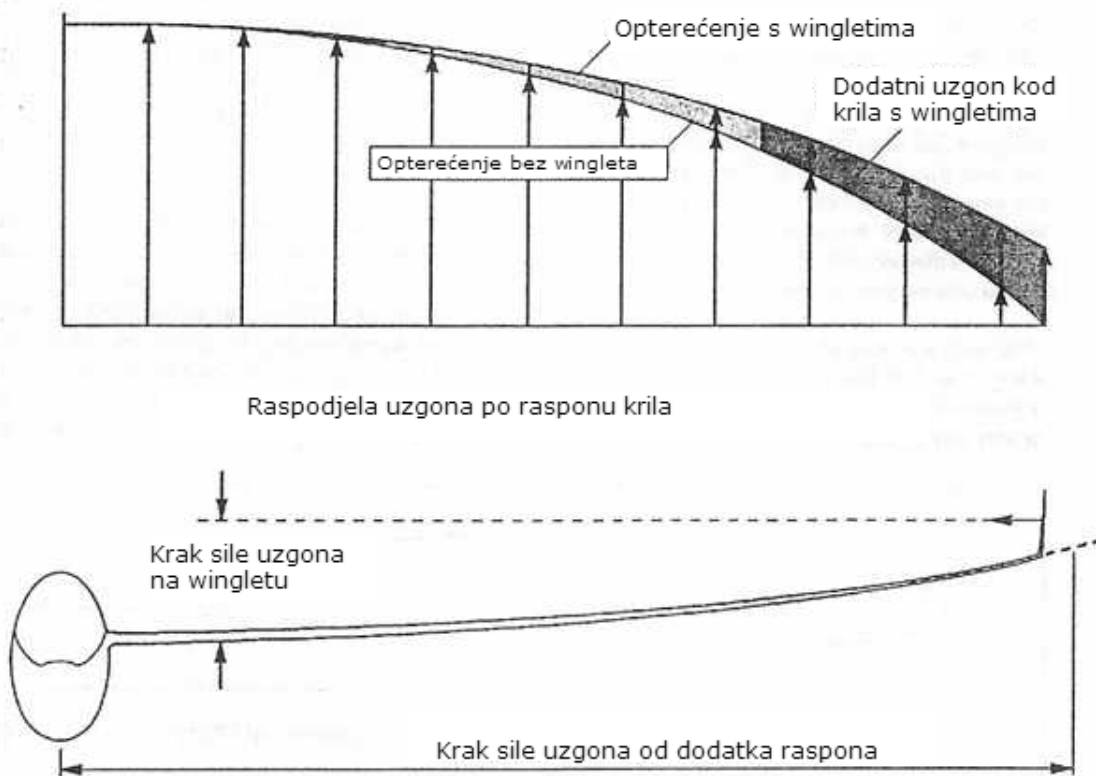 Opterećenje s wingletima
Dodatni uzgon kod
krila s wingletima
Opterećenje bez wingleta
Raspodjela uzgona po rasponu krila
Krak sile uzgona
na wingletu
Krak sile uzgona od dodatka raspona